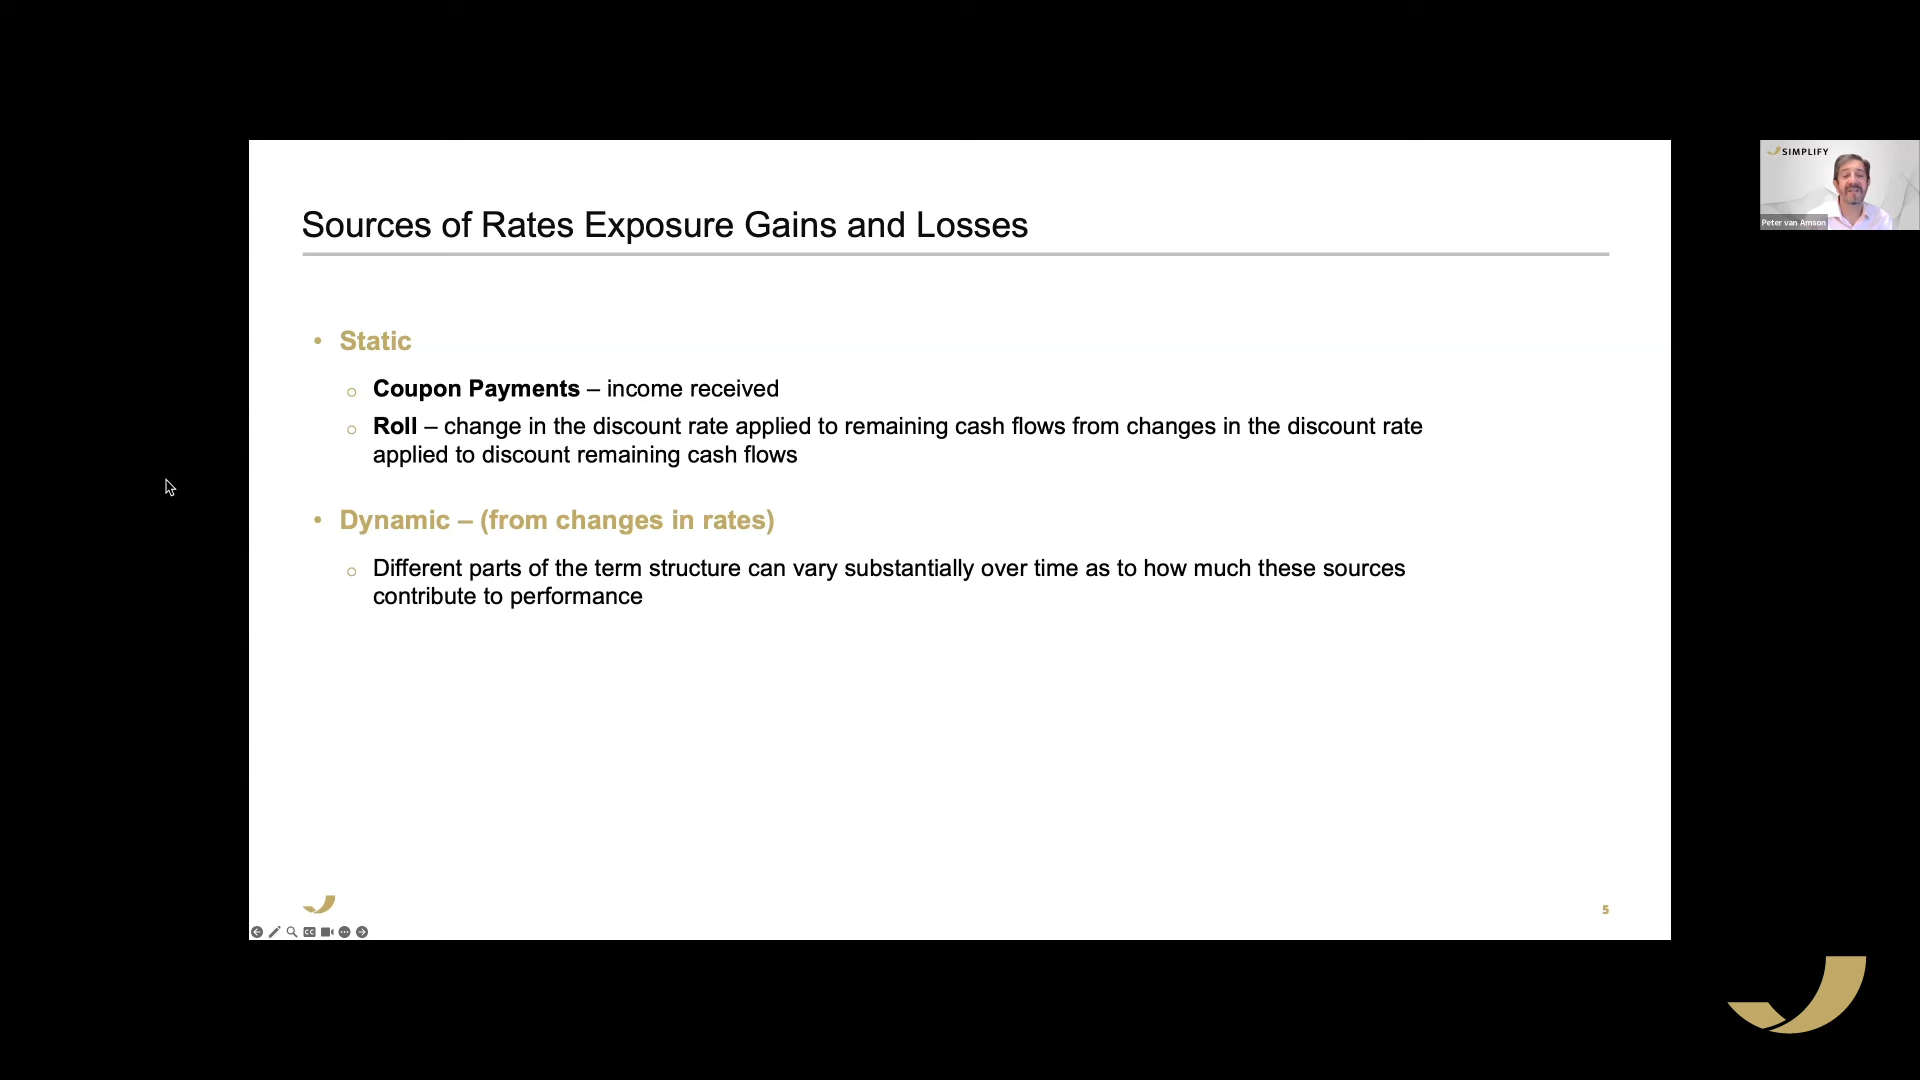 SIMPLIFY
Peter van Amson
Sources of Rates Exposure Gains and Losses
• Static
○ Coupon Payments – income received
○ Roll – change in the discount rate applied to remaining cash flows from changes in the discount rate
applied to discount remaining cash flows
• Dynamic – (from changes in rates)
○ Different parts of the term structure can vary substantially over time as to how much these sources
contribute to performance
5
CC